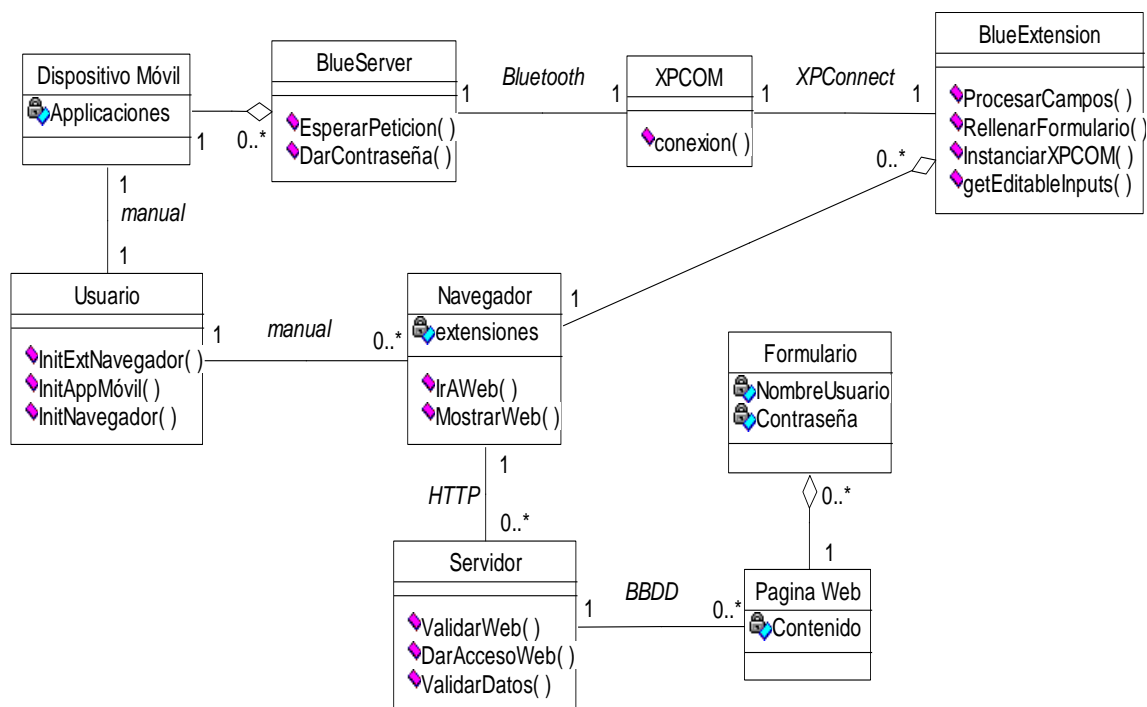 Dispositivo Móvil
Applicaciones
BlueServer
EsperarPeticion( )
DarContraseña( )
Bluetooth
XPCOM
conexion( )
XPConnect
BlueExtension
ProcesarCampos( )
RellenarFormulario( )
InstanciarXPCOM( )
getEditableInputs( )
1
0..*
1
1
1
1
0..*
1
manual
1
Usuario
InitExtNavegador( )
InitAppMóvil( )
InitNavegador( )
1
manual
0..*
Navegador
extensiones
IrAWeb( )
MostrarWeb( )
1
Formulario
NombreUsuario
Contraseña
1
HTTP
0..*
0..*
1
Servidor
ValidarWeb( )
DarAccesoWeb( )
ValidarDatos( )
1
BBDD
0..*
Pagina Web
Contenido